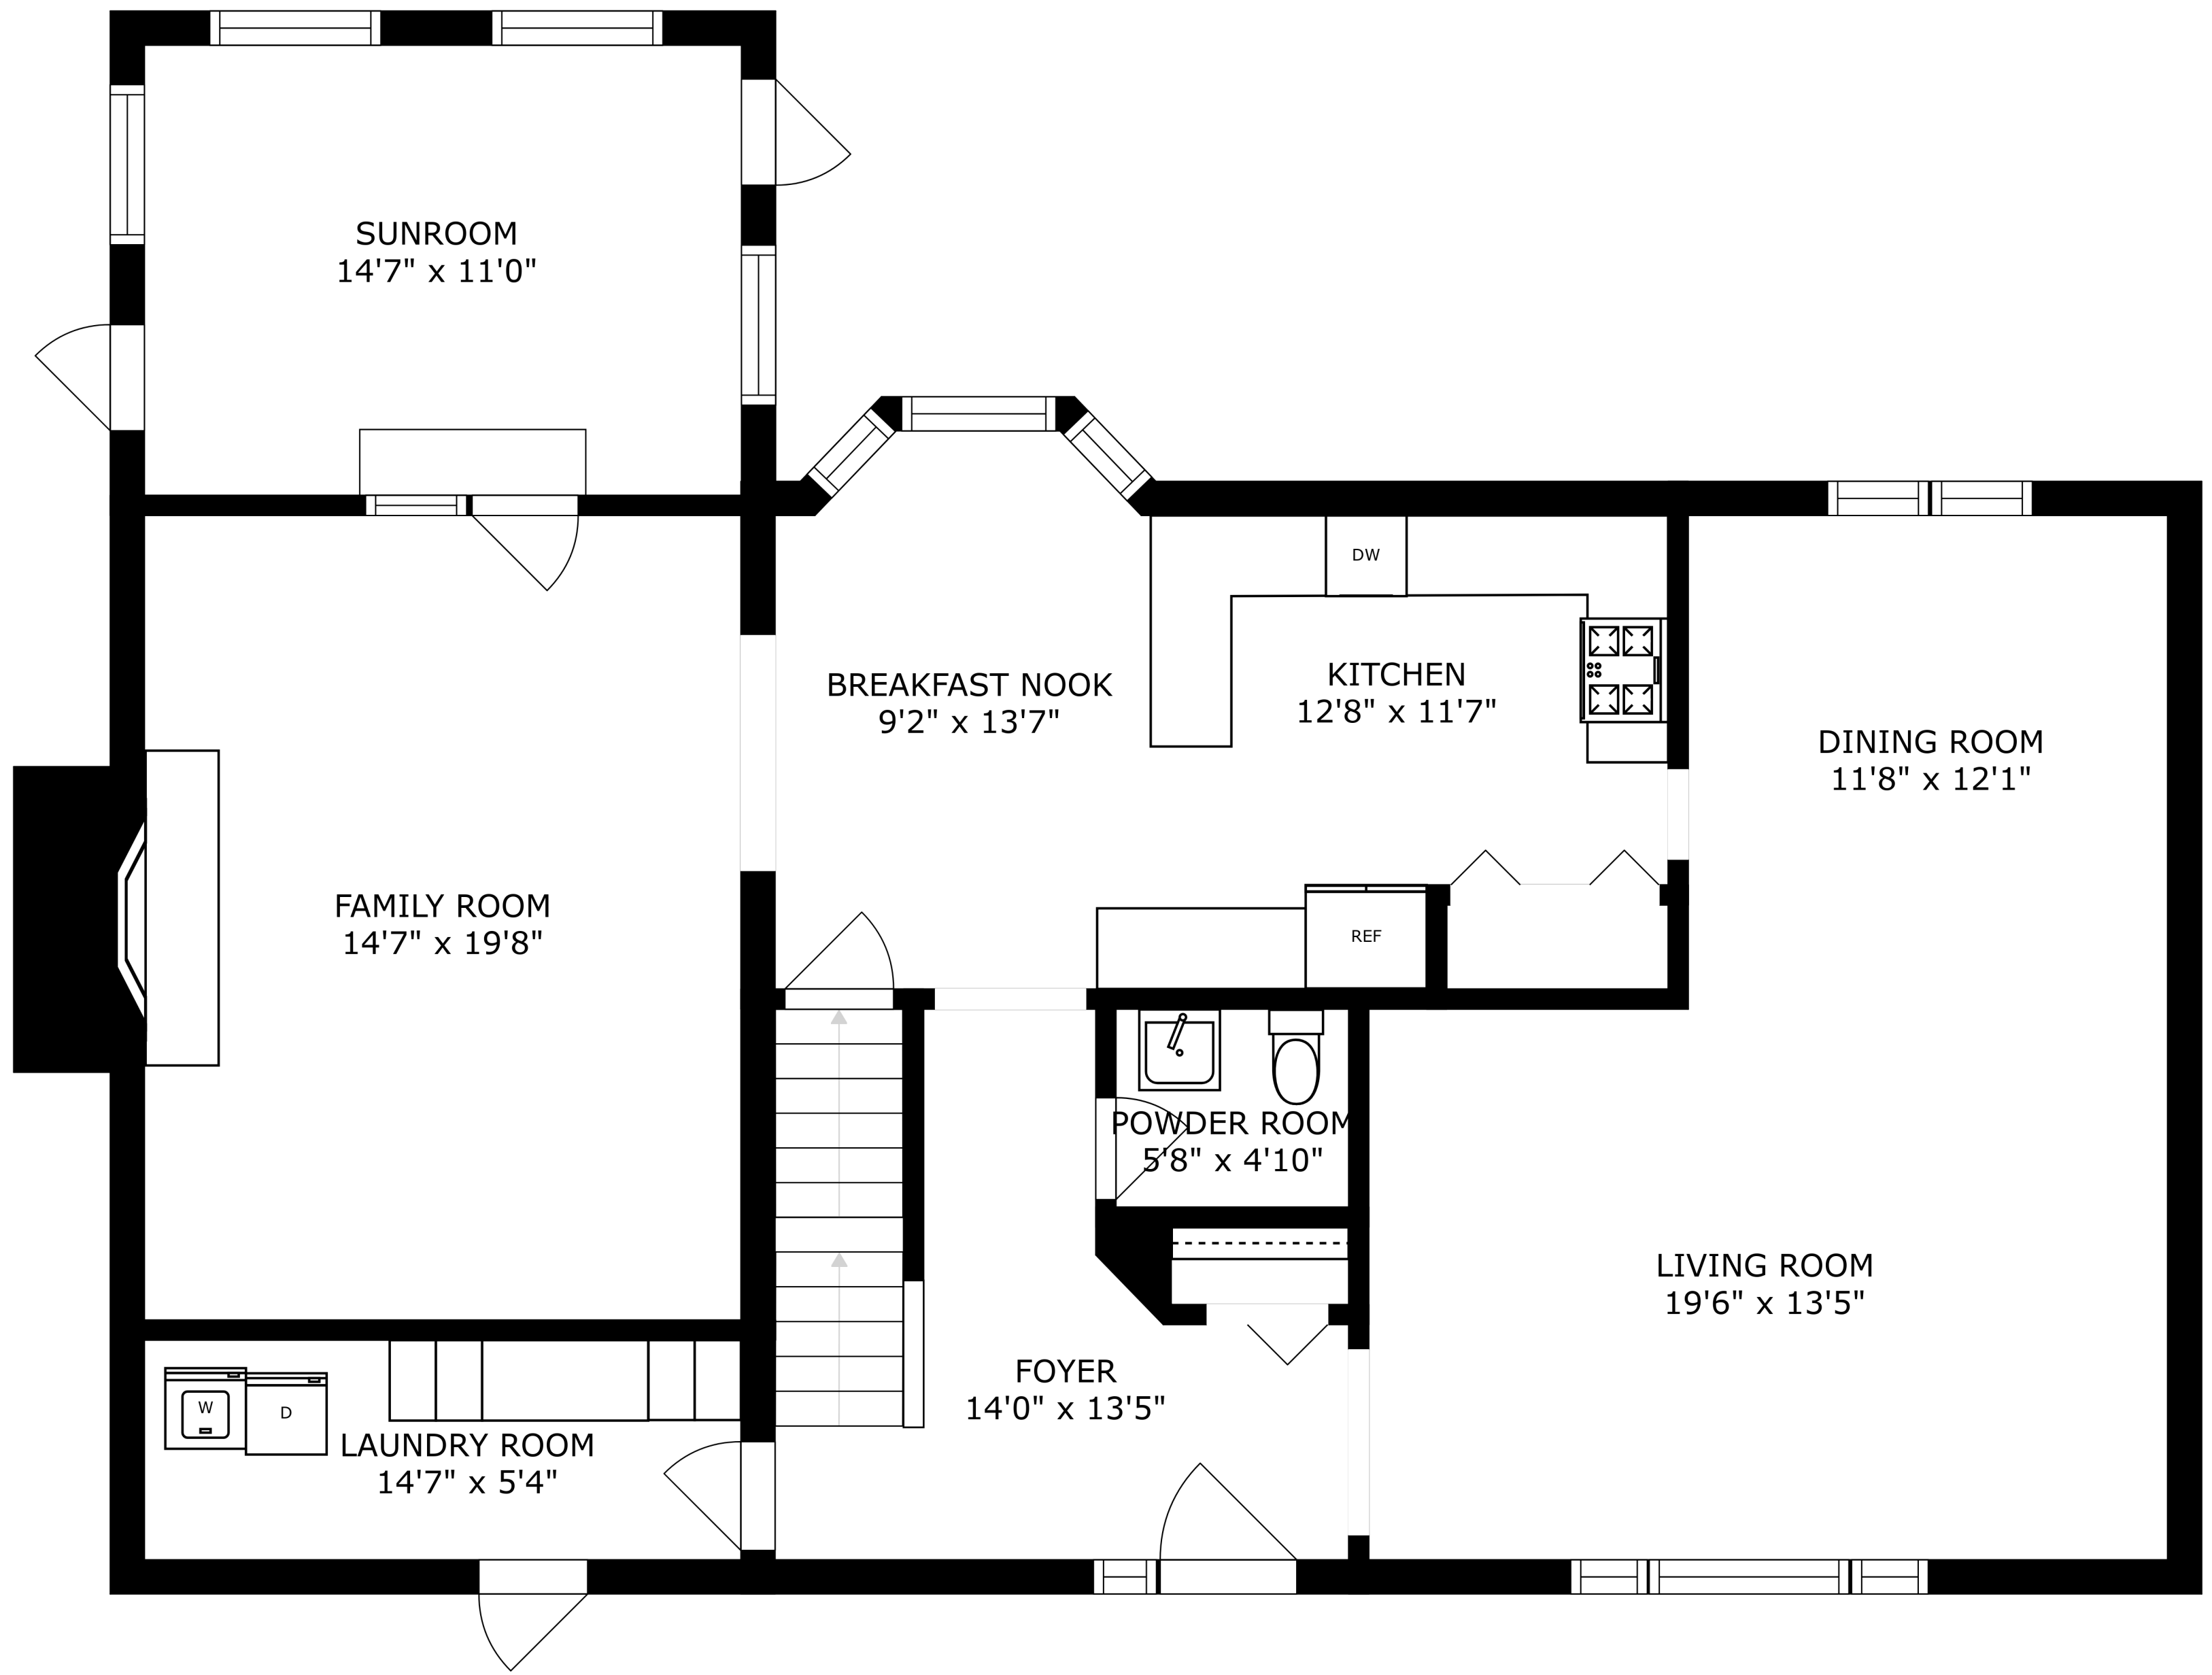 SUNROOM
14'7" x 11'0"
DW
BREAKFAST NOOK
9'2" x 13'7"
KITCHEN
12'8" x 11'7"
DINING ROOM
11'8" x 12'1"
FAMILY ROOM
14'7" x 19'8"
REF
POWDER ROOM
5'8" x 4'10"
LIVING ROOM
19'6" x 13'5"
FOYER
14'0" x 13'5"
W
D
LAUNDRY ROOM
14'7" x 5'4"